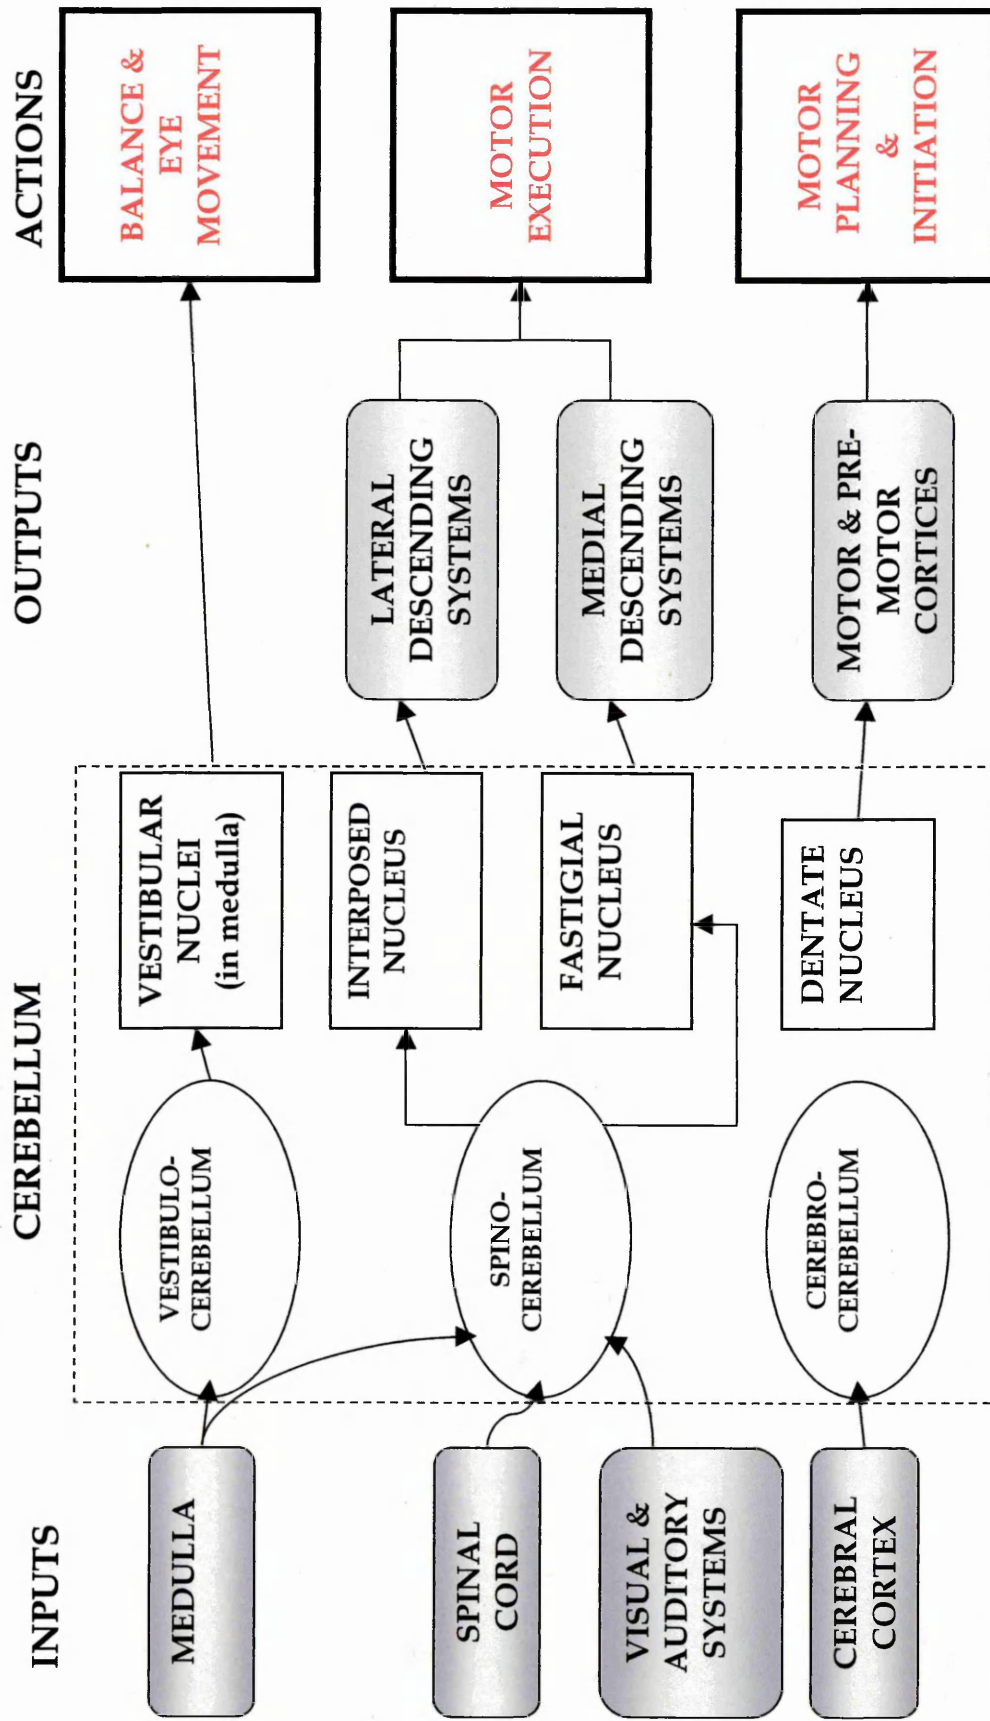 INPUTS
CEREBELLUM
OUTPUTS
ACTIONS
MEDULLA
VESTIBULO-
CEREBELLUM
VESTIBULAR
NUCLEI
(in medulla)
BALANCE &
EYE
MOVEMENT
SPINAL
CORD
SPINO-
CEREBELLUM
INTERPOSED
NUCLEUS
LATERAL
DESCENDING
SYSTEMS
MOTOR
EXECUTION
VISUAL &
AUDITORY
SYSTEMS
FASTIGIAL
NUCLEUS
MEDIAL
DESCENDING
SYSTEMS
CEREBRAL
CORTEX
CEREBRO-
CEREBELLUM
DENTATE
NUCLEUS
MOTOR & PRE-
MOTOR
CORTICES
MOTOR
PLANNING
&
INITIATION